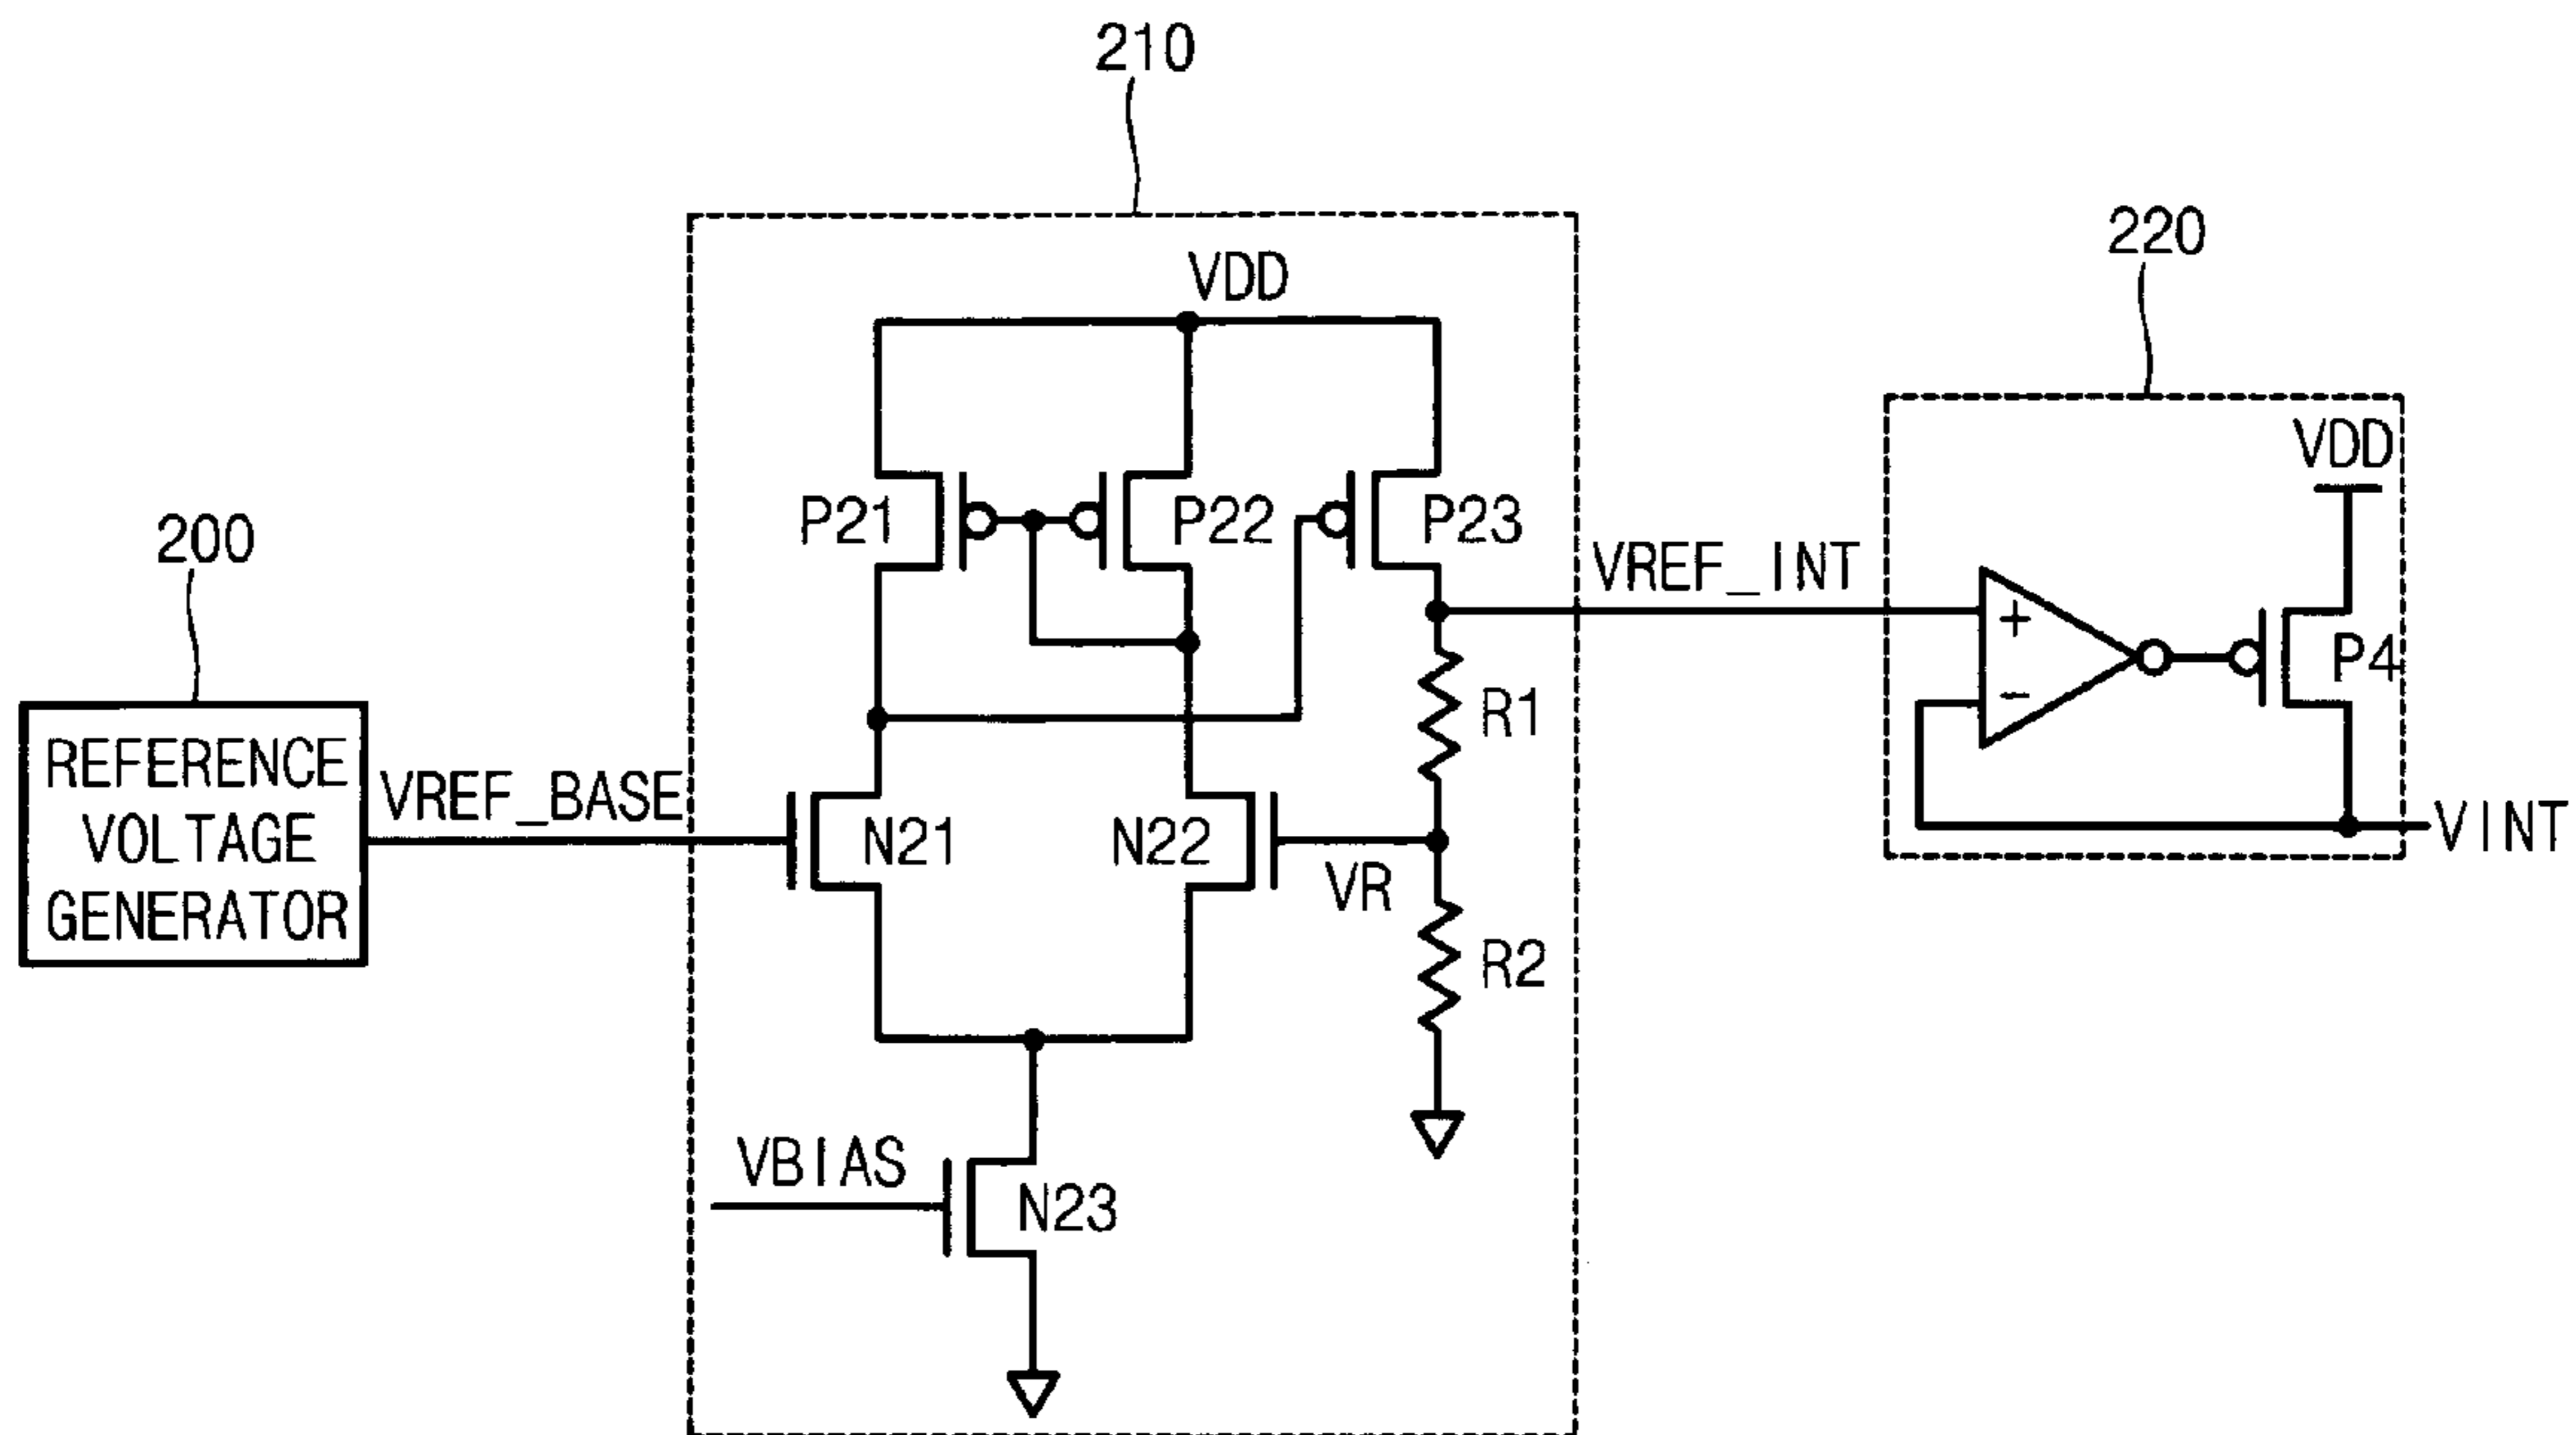 210
220
VDD
VDD
P21
P22
P23
VREF_INT
+
P4
200
-
R1
REFERENCE
VOLTAGE
GENERATOR
VREF_BASE
N21
N22
VR
VINT
R2
VBIAS
N23